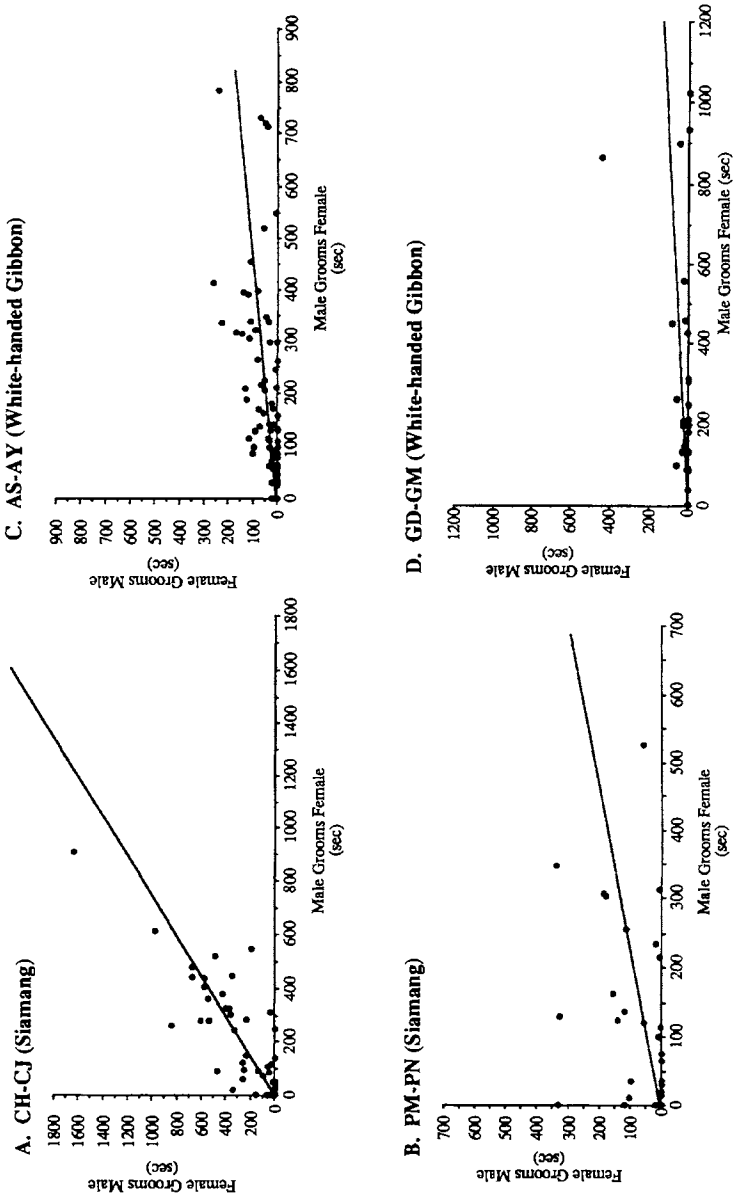 A. CH-CJ (Siamang)
Female Grooms Male
(sec)
1800 1600 1400 1200 1000 800 600 400 200 0
0 200 400 600 800 1000 1200 1400 1600 1800
Male Grooms Female
(sec)
B. PM-PN (Siamang)
Female Grooms Male
(sec)
700 600 500 400 300 200 100 0
0 100 200 300 400 500 600 700
Male Grooms Female
(sec)
C. AS-AY (White-handed Gibbon)
Female Grooms Male
(sec)
900 800 700 600 500 400 300 200 100 0
0 100 200 300 400 500 600 700 800 900
Male Grooms Female
(sec)
D. GD-GM (White-handed Gibbon)
Female Grooms Male
(sec)
1200 1000 800 600 400 200 0
0 200 400 600 800 1000 1200
Male Grooms Female (sec)